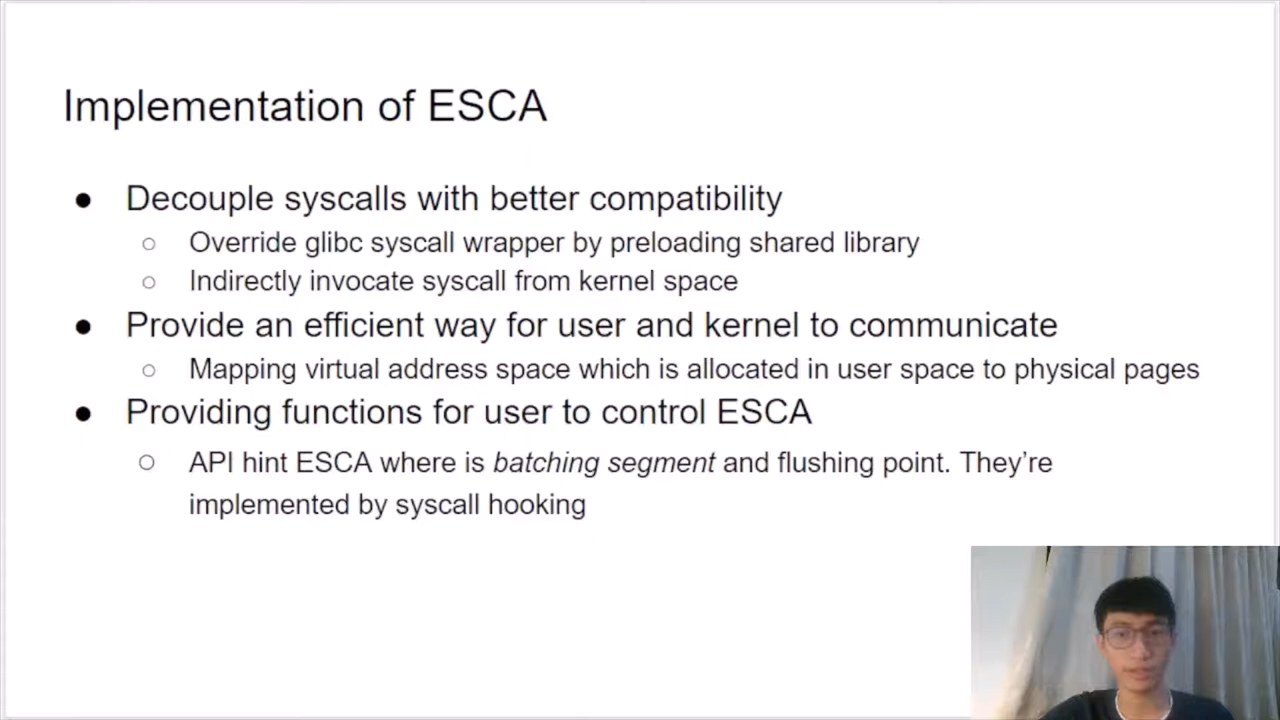 Implementation of ESCA
● Decouple syscalls with better compatibility
○ Override glibc syscall wrapper by preloading shared library
○ Indirectly invocate syscall from kernel space
● Provide an efficient way for user and kernel to communicate
○ Mapping virtual address space which is allocated in user space to physical pages
● Providing functions for user to control ESCA
○ API hint ESCA where is batching segment and flushing point. They’re
implemented by syscall hooking